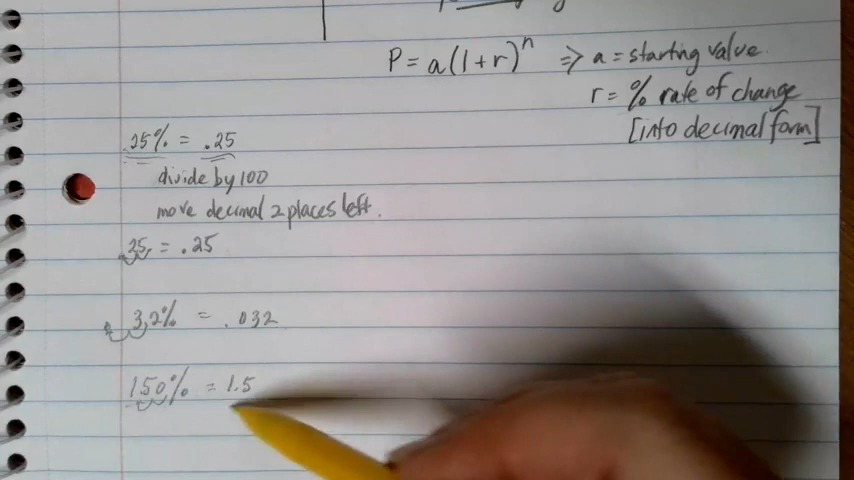 P = a(1+r)^n ⇒ a = starting value.
r = % rate of change
[into decimal form]
.25% = .25
divide by 100
move decimal 2 places left.
25. = .25
3.2% = .032
150% = 1.5